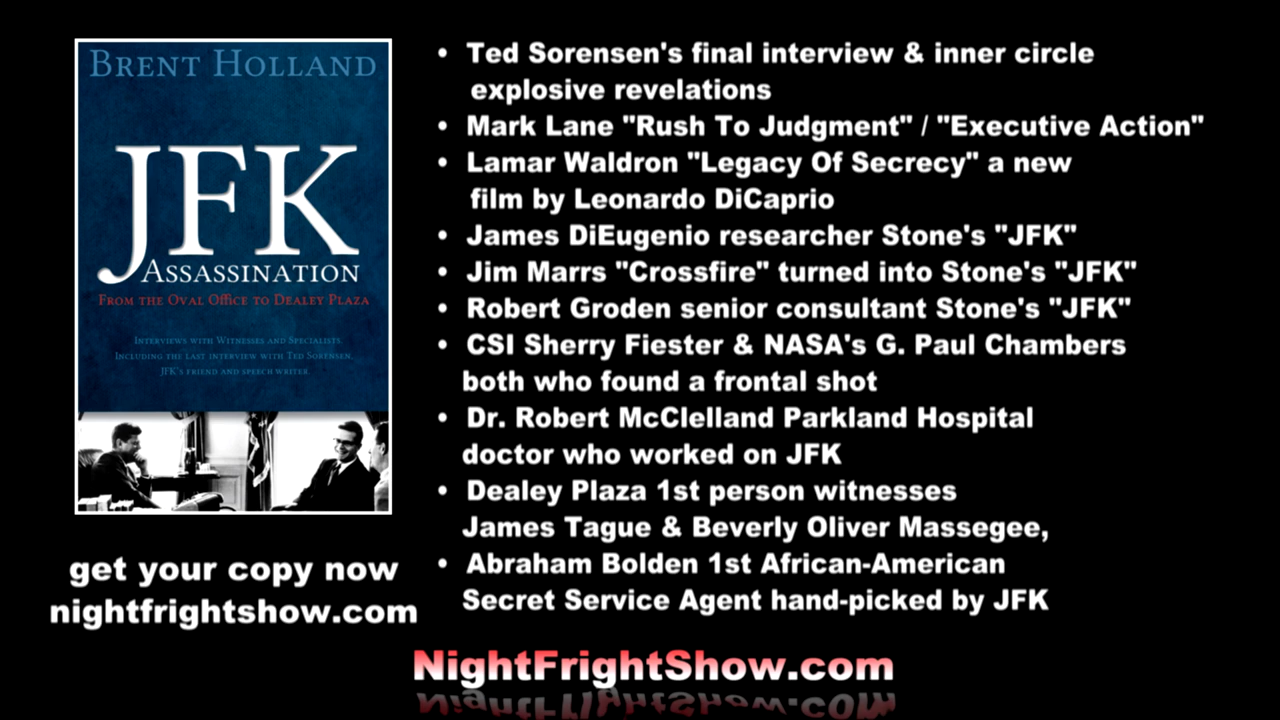 BRENT HOLLAND
JFK
ASSASSINATION
FROM THE OVAL OFFICE TO DEALEY PLAZA
INTERVIEWS WITH WITNESSES AND SPECIALISTS.
INCLUDING THE LAST INTERVIEW WITH TED SORENSEN,
JFK'S FRIEND AND SPEECH WRITER.
get your copy now
nightfrightshow.com
• Ted Sorensen's final interview & inner circle
explosive revelations
• Mark Lane "Rush To Judgment" / "Executive Action"
• Lamar Waldron "Legacy Of Secrecy" a new
film by Leonardo DiCaprio
• James DiEugenio researcher Stone's "JFK"
• Jim Marrs "Crossfire" turned into Stone's "JFK"
• Robert Groden senior consultant Stone's "JFK"
• CSI Sherry Fiester & NASA's G. Paul Chambers
both who found a frontal shot
• Dr. Robert McClelland Parkland Hospital
doctor who worked on JFK
• Dealey Plaza 1st person witnesses
James Tague & Beverly Oliver Massegee,
• Abraham Bolden 1st African-American
Secret Service Agent hand-picked by JFK
NightFrightShow.com